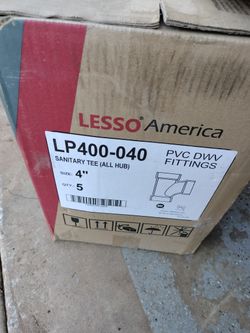 LESSO America
LP400-040
SANITARY TEE (ALL HUB)
PVC DWV
FITTINGS
SIZE: 4"
QTY: 5